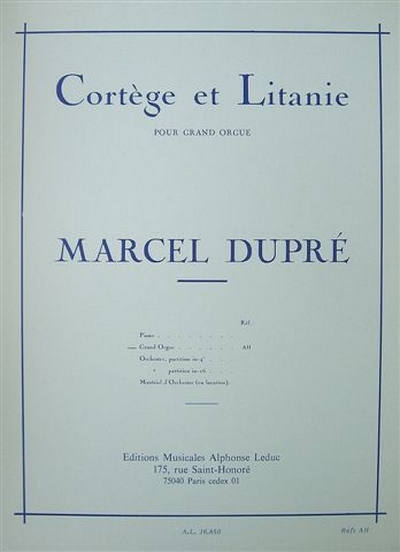 Cortège et Litanie
POUR GRAND ORGUE
MARCEL DUPRÉ
Réf.
Piano . . . . . . . .
Grand Orgue . . . . . . . AH
Orchestre, partition in-4° . . . .
" partition in-16 . . . .
Matériel d'Orchestre (en location).
Editions Musicales Alphonse Leduc
175, rue Saint-Honoré
75040 Paris cedex 01
A.L. 16.850 Réfs AH